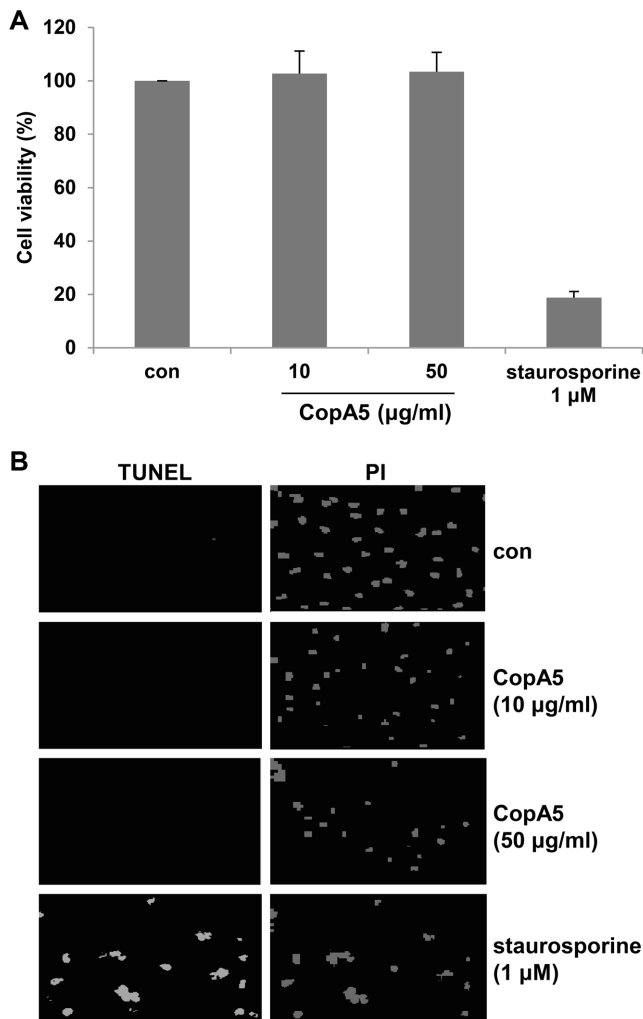 A
Cell viability (%)
120
100
80
60
40
20
0
con
10
50
staurosporine
1 µM
CopA5 (µg/ml)
B
TUNEL
PI
con
CopA5
(10 µg/ml)
CopA5
(50 µg/ml)
staurosporine
(1 µM)